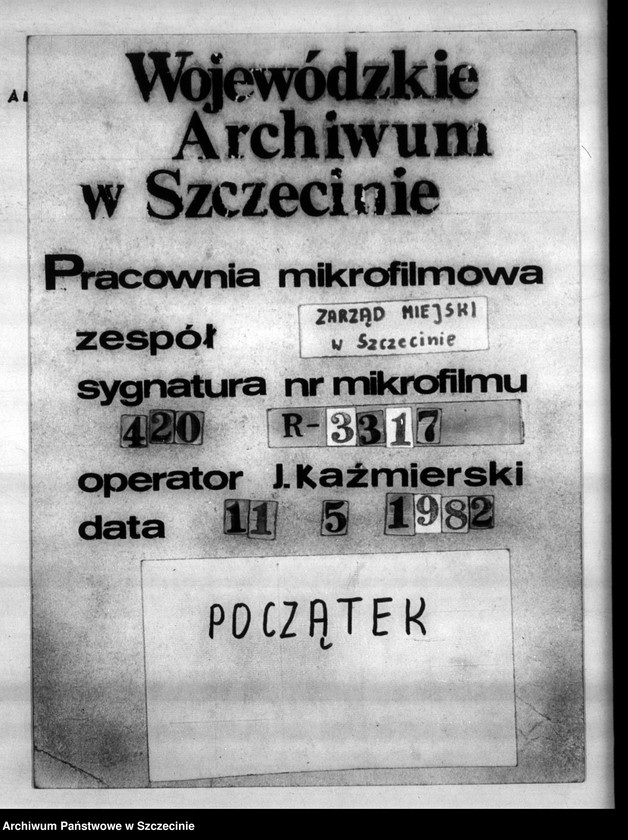 Wojewódzkie
Archiwum
w Szczecinie
Pracownia mikrofilmowa
zespół ZARZĄD MIEJSKI
w Szczecinie
sygnatura nr mikrofilmu
420 R-3317
operator J. Kaźmierski
data 11 5 1982
POCZĄTEK
Archiwum Państwowe w Szczecinie